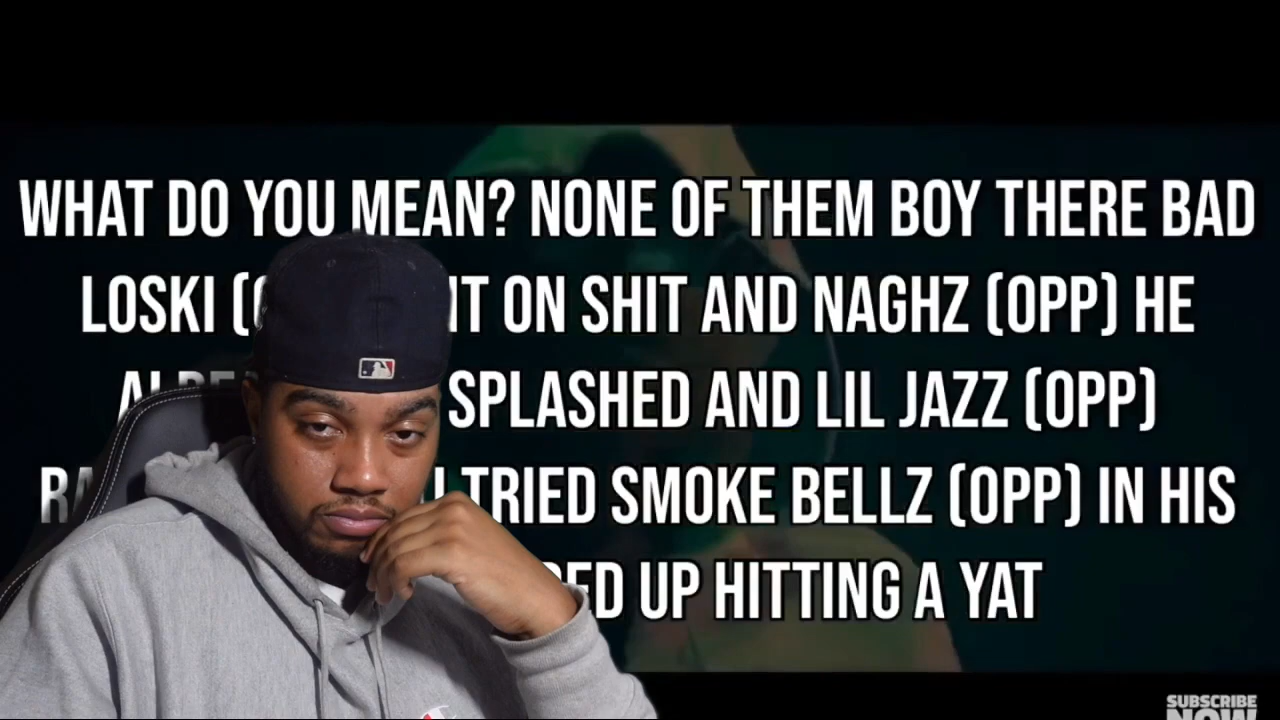 WHAT DO YOU MEAN? NONE OF THEM BOY THERE BAD
LOSKI ON SHIT AND NAGHZ (OPP) HE
SPLASHED AND LIL JAZZ (OPP)
TRIED SMOKE BELLZ (OPP) IN HIS
UP HITTING A YAT
SUBSCRIBE
NOW